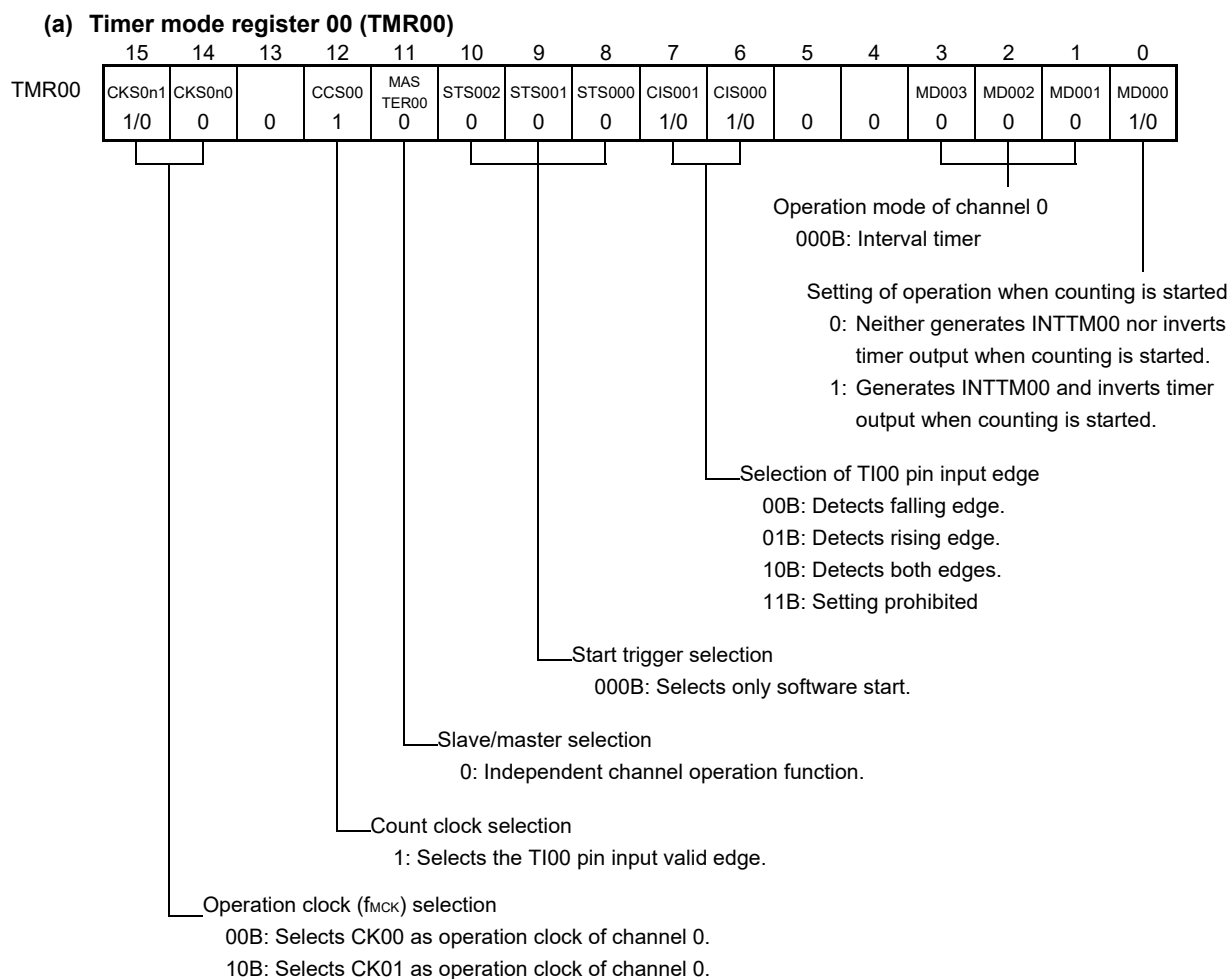 (a) Timer mode register 00 (TMR00)
15 14 13 12 11 10 9 8 7 6 5 4 3 2 1 0
TMR00 CKS0n1 CKS0n0 CCS00 MAS TER00 STS002 STS001 STS000 CIS001 CIS000 MD003 MD002 MD001 MD000
1/0 0 0 1 0 0 0 0 1/0 1/0 0 0 0 0 0 1/0
Operation mode of channel 0
000B: Interval timer
Setting of operation when counting is started
0: Neither generates INTTM00 nor inverts
timer output when counting is started.
1: Generates INTTM00 and inverts timer
output when counting is started.
Selection of TI00 pin input edge
00B: Detects falling edge.
01B: Detects rising edge.
10B: Detects both edges.
11B: Setting prohibited
Start trigger selection
000B: Selects only software start.
Slave/master selection
0: Independent channel operation function.
Count clock selection
1: Selects the TI00 pin input valid edge.
Operation clock (fMCK) selection
00B: Selects CK00 as operation clock of channel 0.
10B: Selects CK01 as operation clock of channel 0.